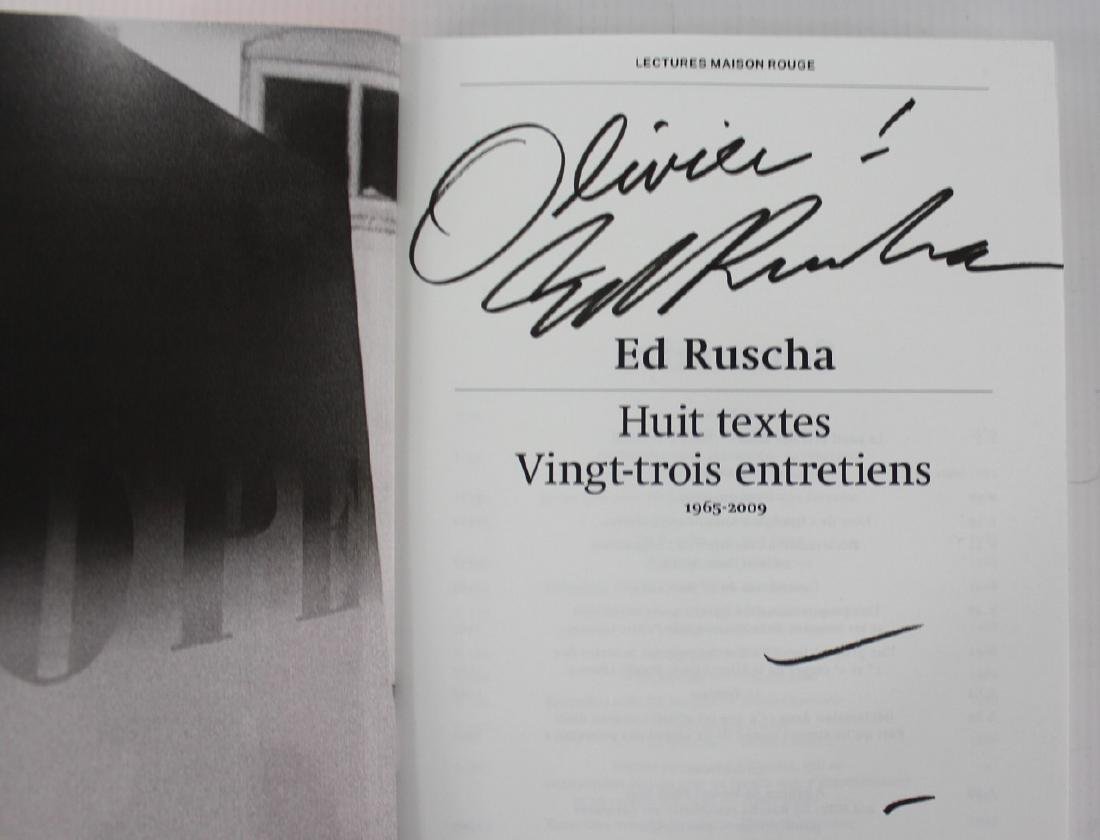 LECTURES MAISON ROUGE
Olivier !
Ed Ruscha
Ed Ruscha
Huit textes
Vingt-trois entretiens
1965-2009